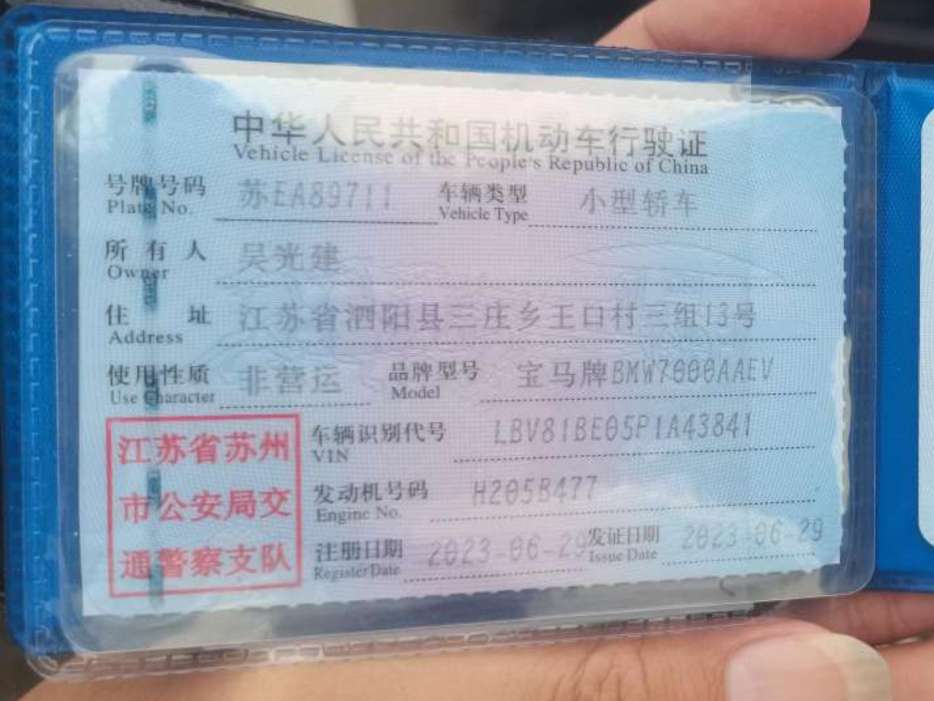 中华人民共和国机动车行驶证
Vehicle License of the People's Republic of China
号牌号码 苏EA89711 车辆类型 小型轿车
Plate No. Vehicle Type
所有人 吴光建
Owner
住址 江苏省泗阳县三庄乡王口村三组13号
Address
使用性质 非营运 品牌型号 宝马牌BMW7000AAEV
Use Character Model
江苏省苏州 车辆识别代号 LBV81BE05P1A43841
VIN
市公安局交 发动机号码 H205B477
Engine No.
通警察支队 注册日期 2023-06-29 发证日期 2023-06-29
Register Date Issue Date